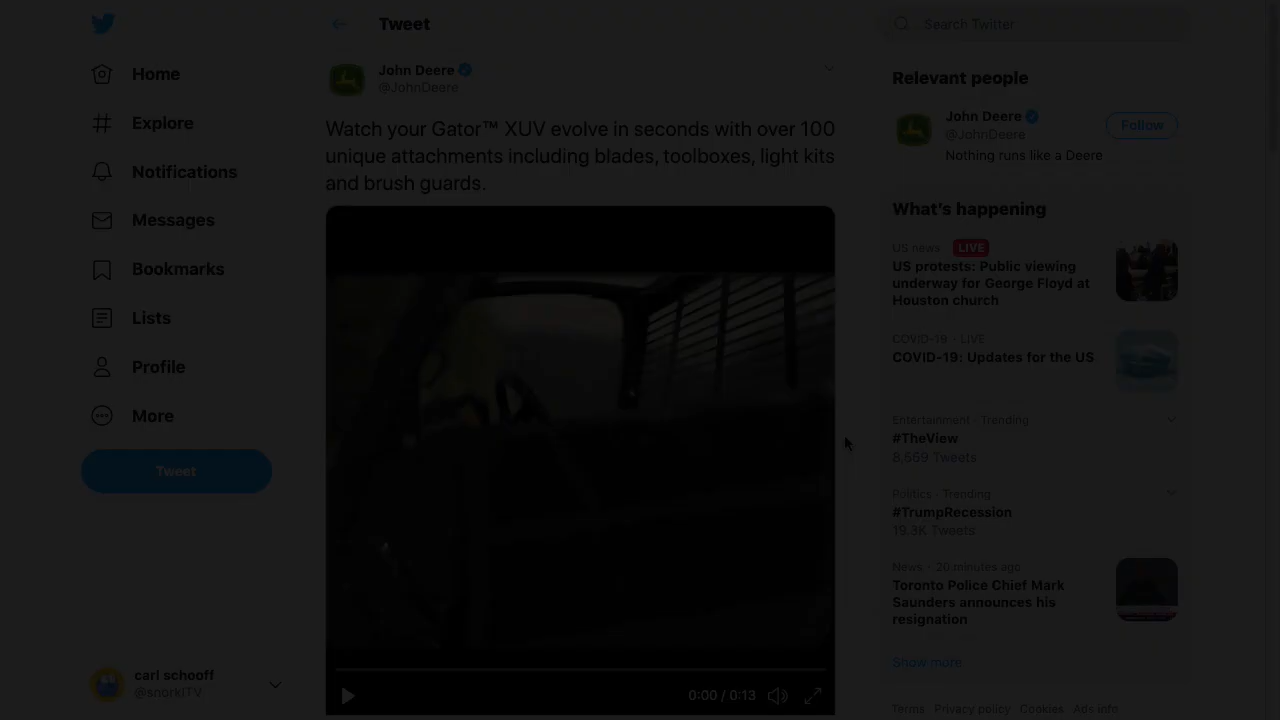 Home
Explore
Notifications
Messages
Bookmarks
Lists
Profile
More
Tweet
carl schooff
@snorklTV
Tweet
John Deere
@JohnDeere
Watch your Gator™ XUV evolve in seconds with over 100
unique attachments including blades, toolboxes, light kits
and brush guards.
0:00 / 0:13
Search Twitter
Relevant people
John Deere
@JohnDeere
Follow
Nothing runs like a Deere
What's happening
US news LIVE
US protests: Public viewing
underway for George Floyd at
Houston church
COVID-19 · LIVE
COVID-19: Updates for the US
Entertainment · Trending
#TheView
8,559 Tweets
Politics · Trending
#TrumpRecession
19.3K Tweets
News · 20 minutes ago
Toronto Police Chief Mark
Saunders announces his
resignation
Show more
Terms Privacy policy Cookies Ads info